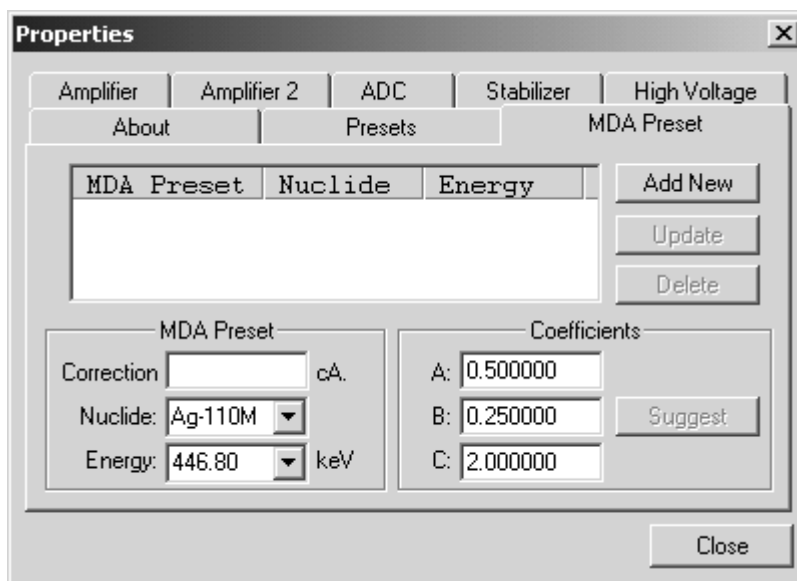 Properties
Amplifier Amplifier 2 ADC Stabilizer High Voltage
About Presets MDA Preset
MDA Preset Nuclide Energy
Add New
Update
Delete
MDA Preset
Correction cA.
Nuclide: Ag-110M
Energy: 446.80 keV
Coefficients
A: 0.500000
B: 0.250000
Suggest
C: 2.000000
Close